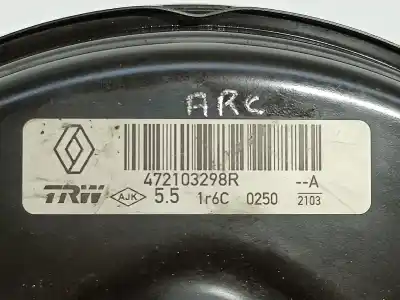 ARC
472103298R --A
TRW AJK 5.5 1r6C 0250 2103